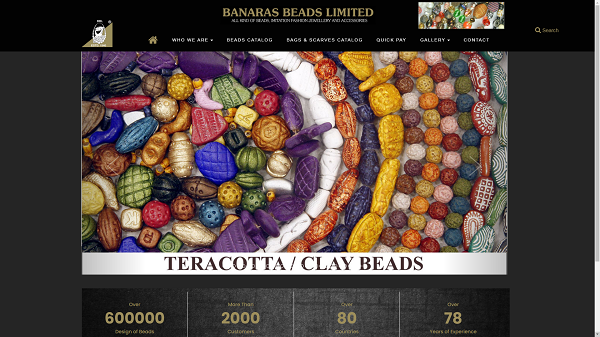 BANARAS BEADS LIMITED
ALL KIND OF BEADS, IMITATION FASHION JEWELLERY AND ACCESSORIES
WHO WE ARE
BEADS CATALOG
BAGS & SCARVES CATALOG
QUICK PAY
GALLERY
CONTACT
Search
TERACOTTA / CLAY BEADS
Over
600000
Design of Beads
More Than
2000
Customers
Over
80
Countries
Over
78
Years of Experience